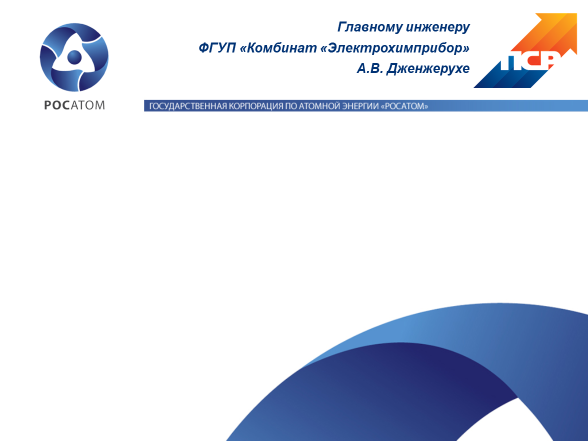 Главному инженеру
ФГУП «Комбинат «Электрохимприбор»
А.В. Дженжерухе
ПСР
РОСАТОМ
ГОСУДАРСТВЕННАЯ КОРПОРАЦИЯ ПО АТОМНОЙ ЭНЕРГИИ «РОСАТОМ»